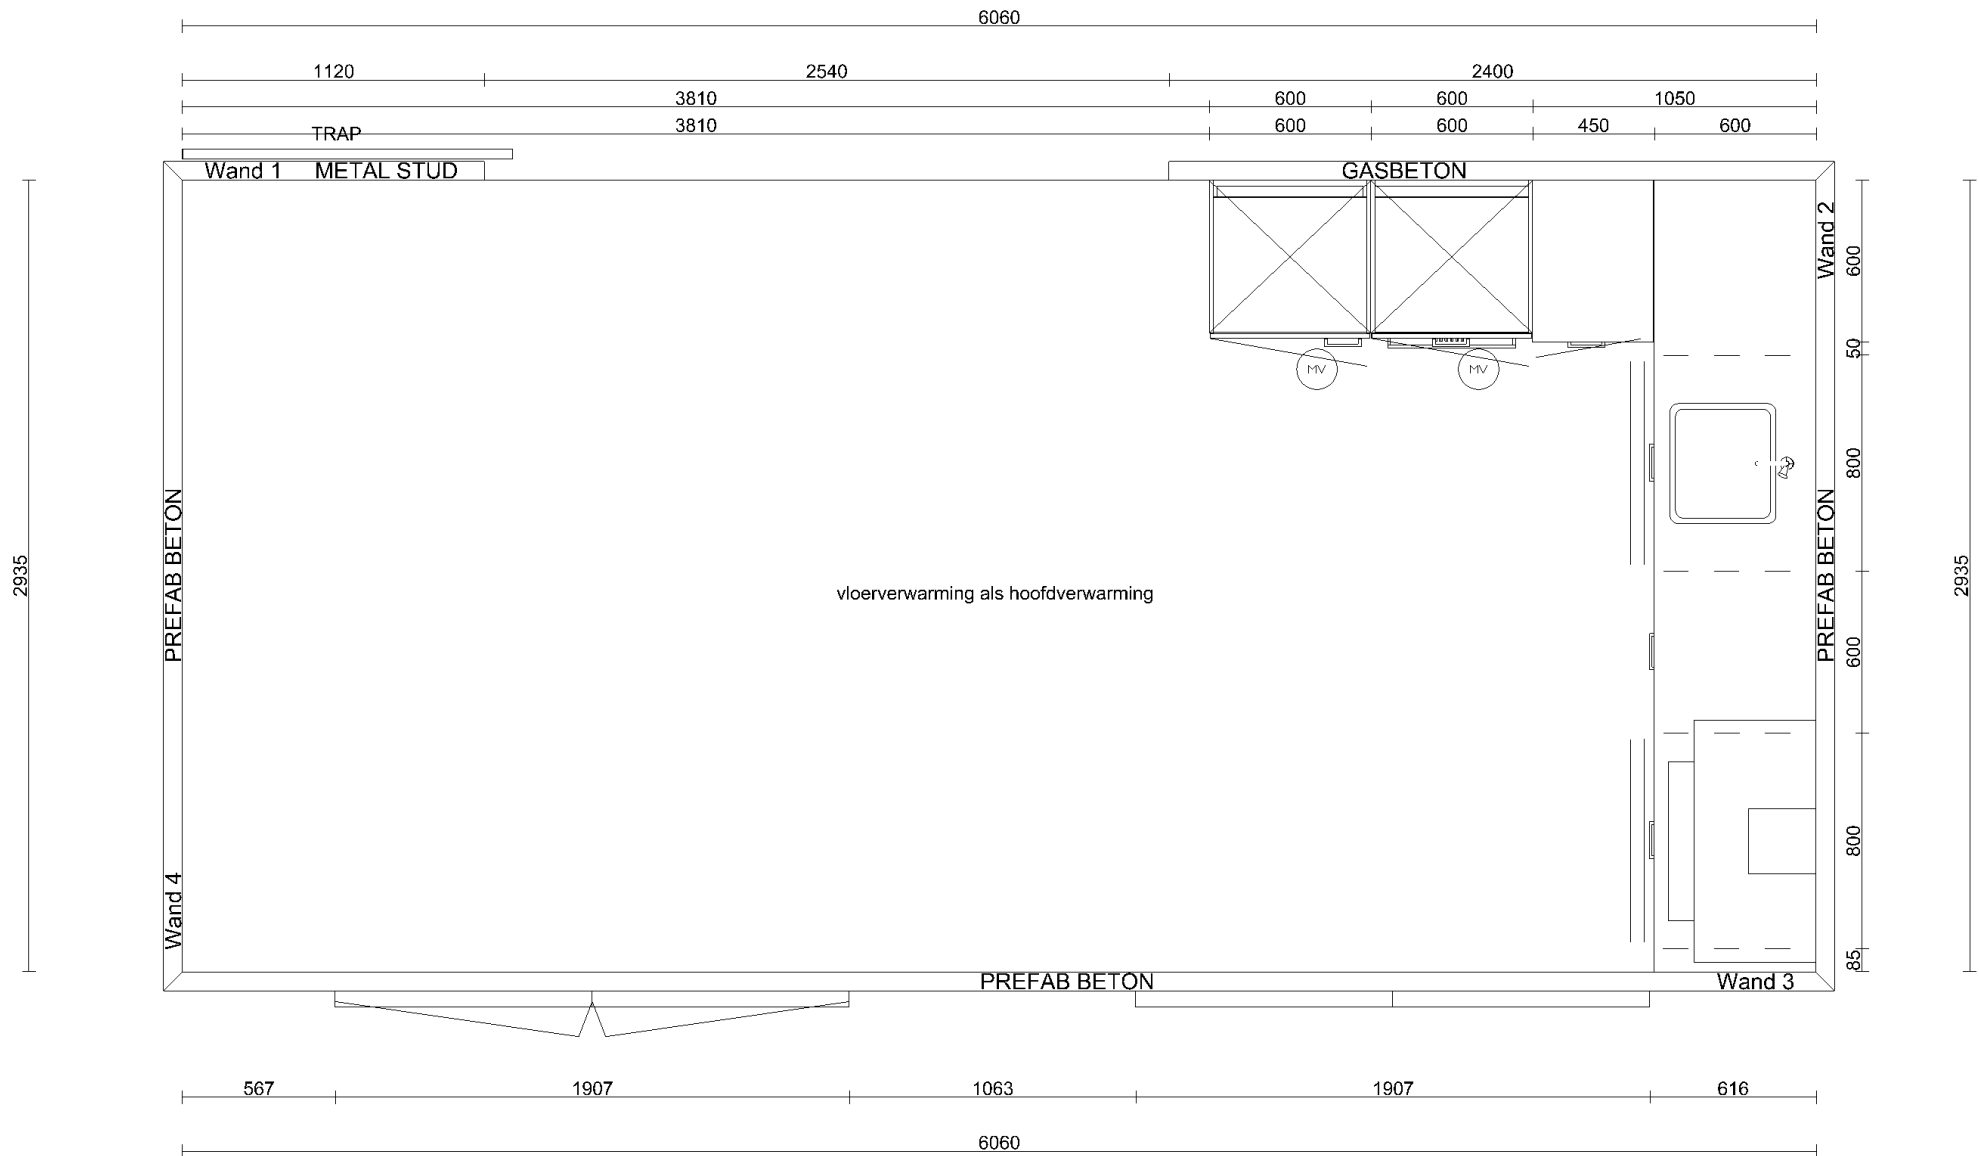 6060
1120 2540 2400
3810 600 600 1050
3810 600 600 450 600
TRAP
Wand 1 METAL STUD GASBETON
Wand 2
600
50
MV MV
800
PREFAB BETON PREFAB BETON
2935 2935
vloerverwarming als hoofdverwarming
600
800
Wand 4
85
PREFAB BETON Wand 3
567 1907 1063 1907 616
6060